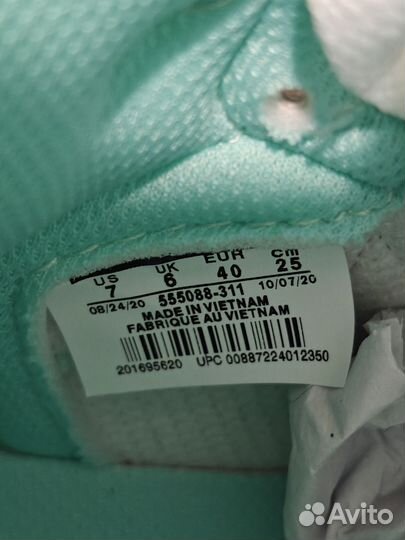 US UK EUR cm
7 6 40 25
08/24/20 555088-311 10/07/20
MADE IN VIETNAM
FABRIQUE AU VIETNAM
201695620 UPC 00887224012350
Avito